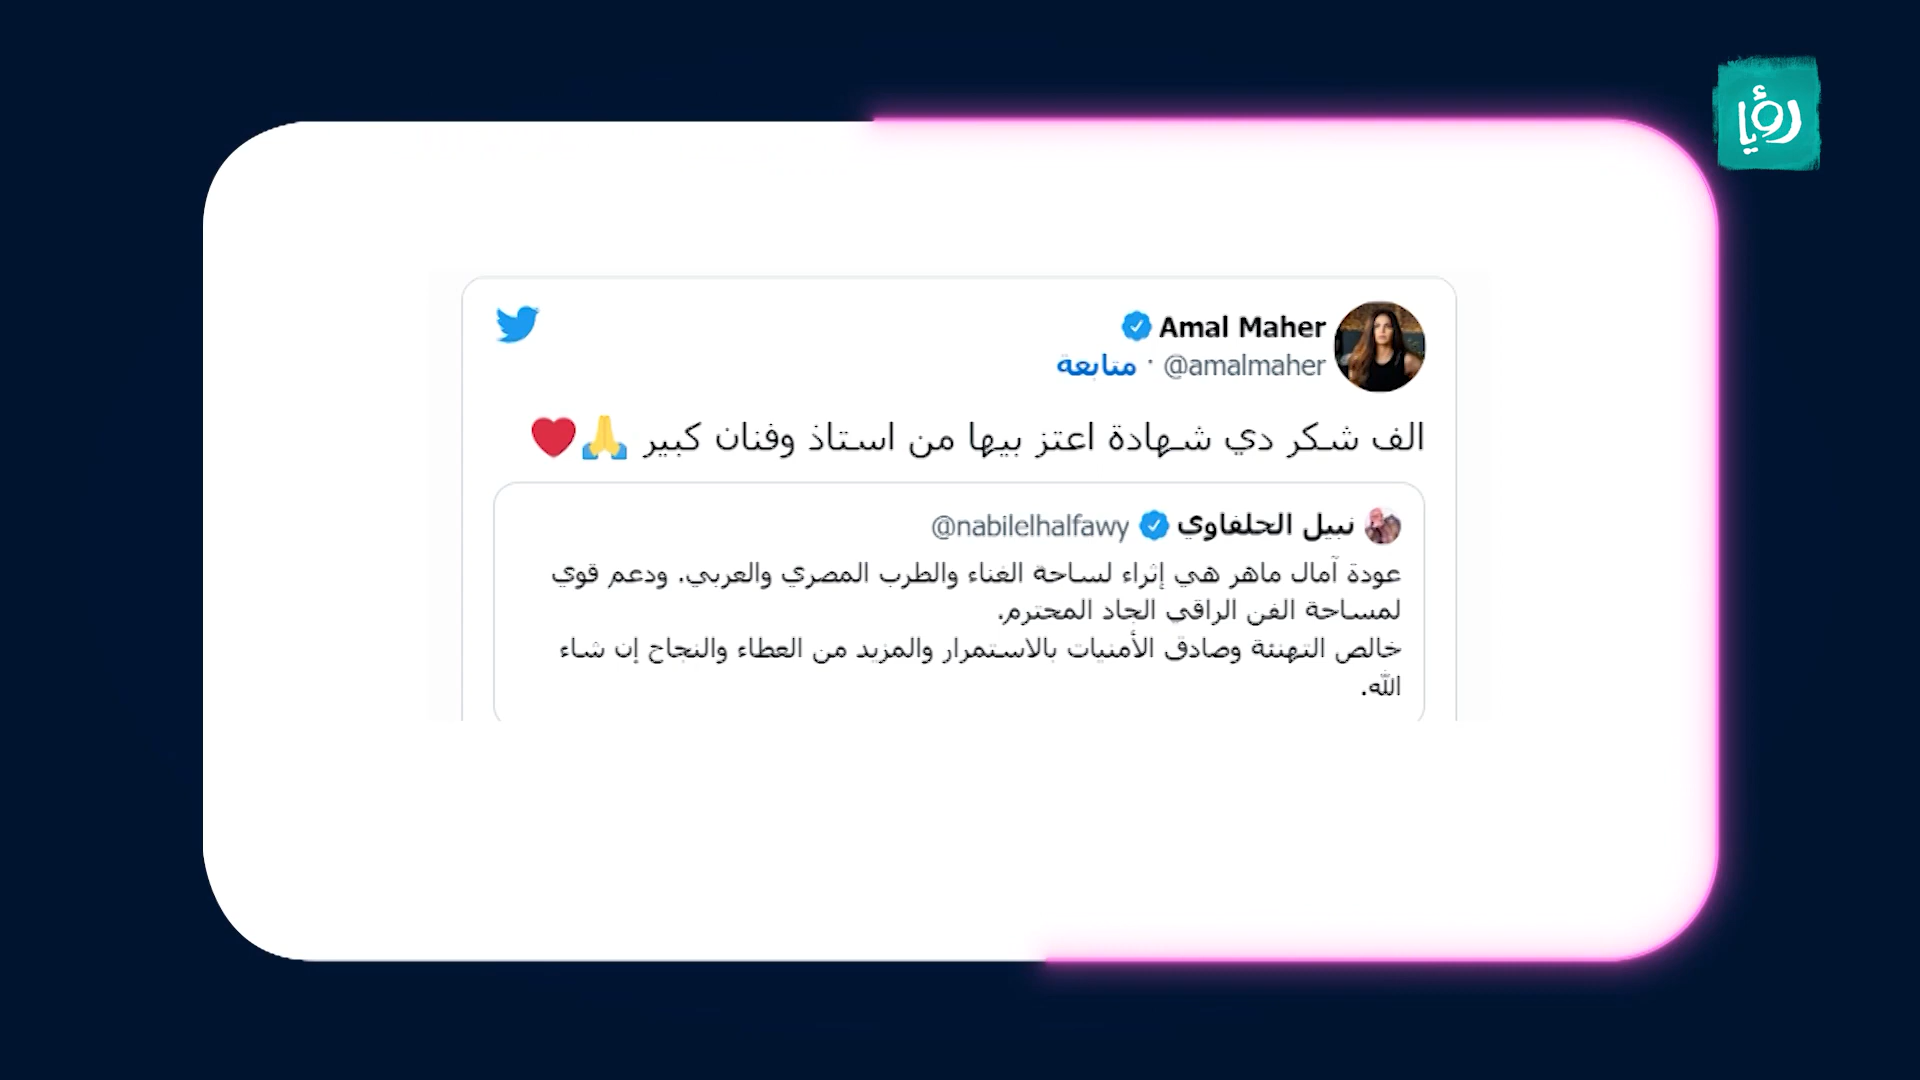 رؤيا
Amal Maher
@amalmaher · متابعة
الف شكر دي شهادة اعتز بيها من استاذ وفنان كبير 🙏❤️
نبيل الحلفاوي @nabilelhalfawy
عودة آمال ماهر هي إثراء لساحة الغناء والطرب المصري والعربي. ودعم قوي
لمساحة الفن الراقي الجاد المحترم.
خالص التهنئة وصادق الأمنيات بالاستمرار والمزيد من العطاء والنجاح إن شاء
الله.